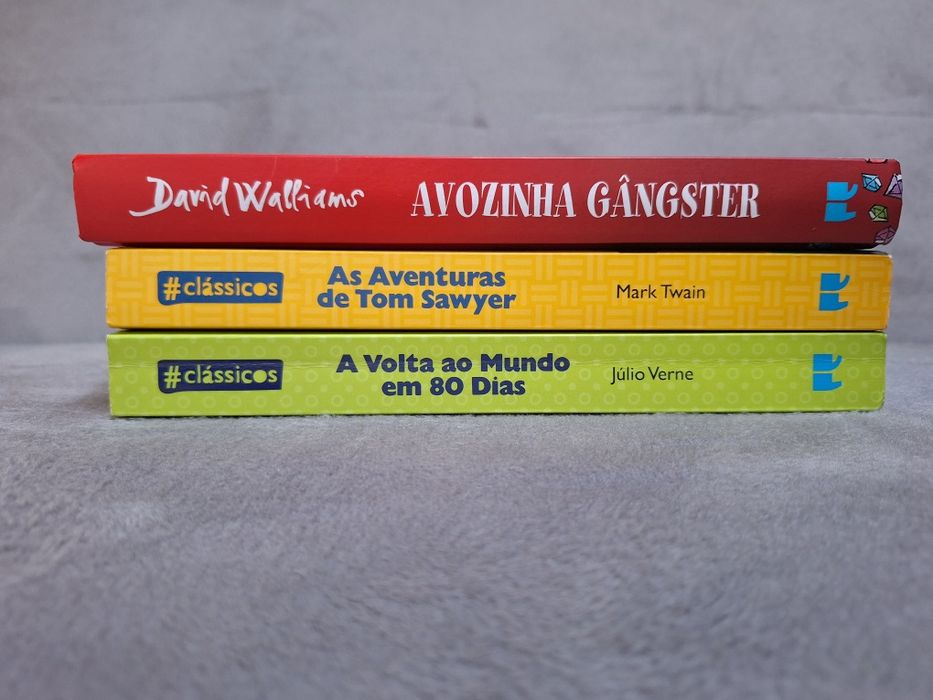 David Walliams AVOZINHA GÂNGSTER
#clássicos
As Aventuras
de Tom Sawyer
Mark Twain
#clássicos
A Volta ao Mundo
em 80 Dias
Júlio Verne